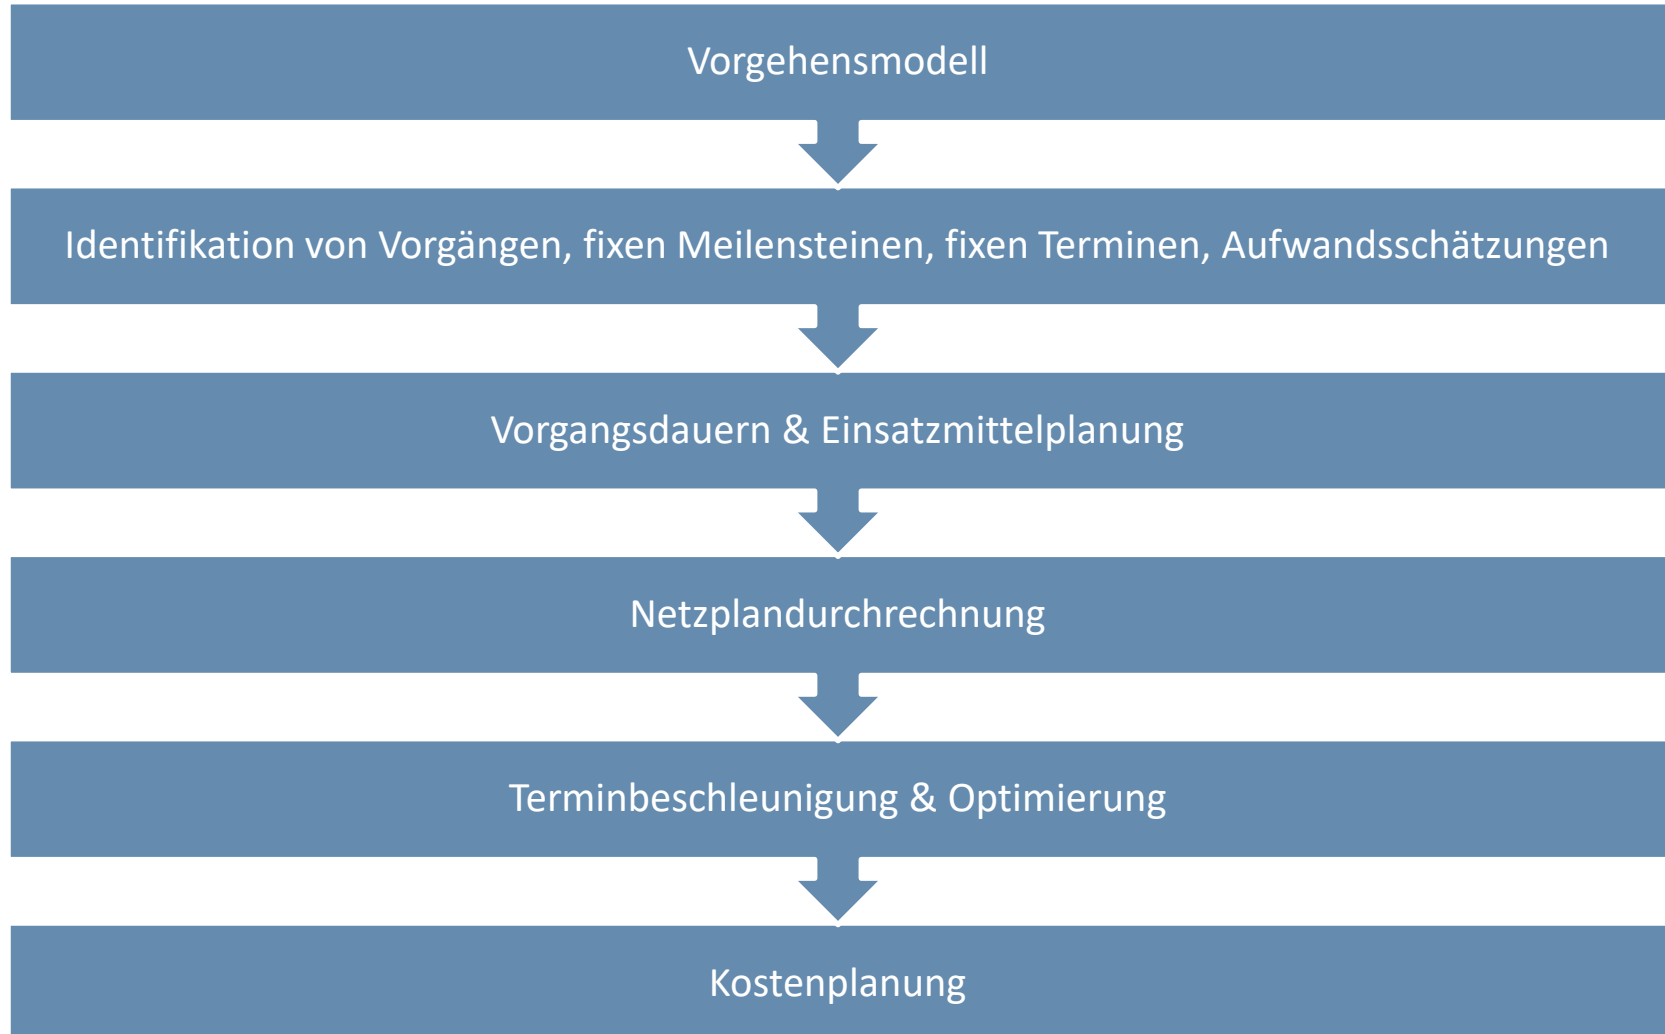 Vorgehensmodell
Identifikation von Vorgängen, fixen Meilensteinen, fixen Terminen, Aufwandsschätzungen
Vorgangsdauern & Einsatzmittelplanung
Netzplandurchrechnung
Terminbeschleunigung & Optimierung
Kostenplanung